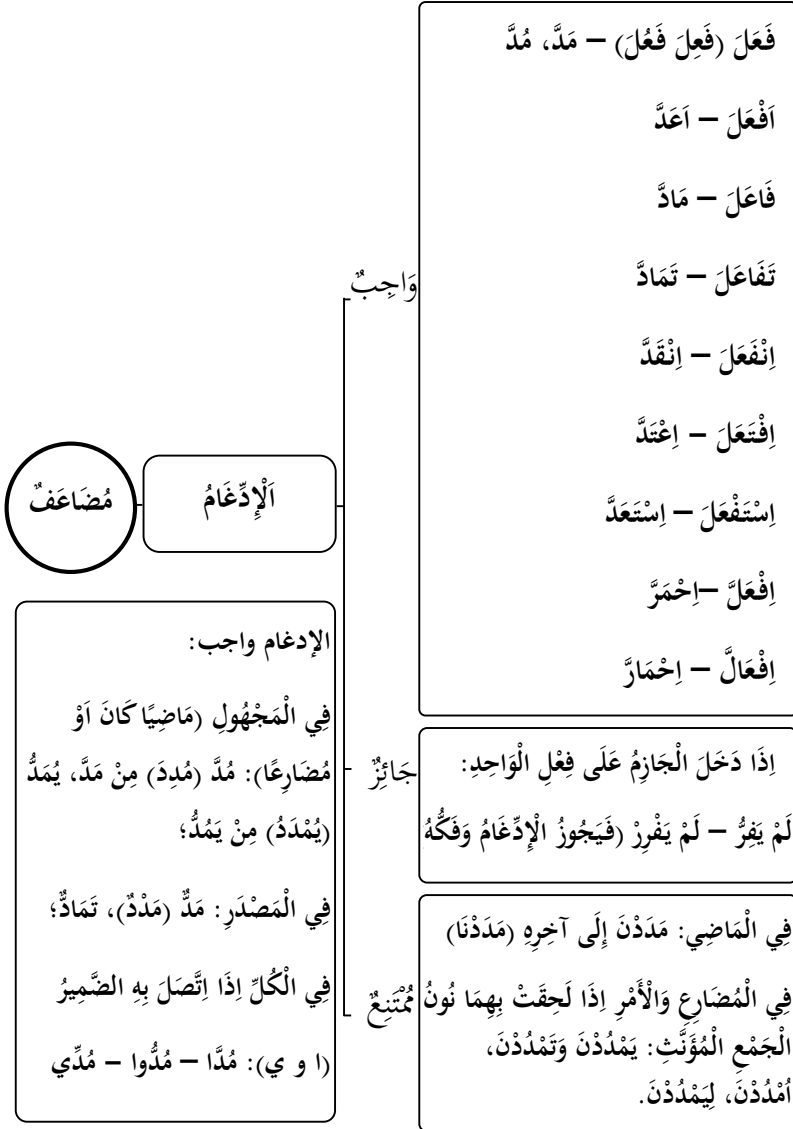 مُضَاعَفٌ
اَلْإِدِّغَامُ
وَاجِبٌ
فَعَلَ (فَعِلَ فَعُلَ) – مَدَّ، مُدَّ
اَفْعَلَ – اَعَدَّ
فَاعَلَ – مَادَّ
تَفَاعَلَ – تَمَادَّ
اِنْفَعَلَ – اِنْقَدَّ
اِفْتَعَلَ – اِعْتَدَّ
اِسْتَفْعَلَ – اِسْتَعَدَّ
اِفْعَلَّ –اِحْمَرَّ
اِفْعَالَّ – اِحْمَارَّ
جَائِزٌ
اِذَا دَخَلَ الْجَازِمُ عَلَى فِعْلِ الْوَاحِدِ:
لَمْ يَفِرُّ – لَمْ يَفْرِرْ (فَيَجُوزُ الْإِدِّغَامُ وَفَكُّهُ
مُمْتَنِعٌ
فِي الْمَاضِي: مَدَدْنَ إِلَى آخِرِهِ (مَدَدْنَا)
فِي الْمُضَارِعِ وَالْأَمْرِ اِذَا لَحِقَتْ بِهِمَا نُونُ
الْجَمْعِ الْمُؤَنَّثِ: يَمْدُدْنَ وَتَمْدُدْنَ،
اُمْدُدْنَ، لِيَمْدُدْنَ.
الإدغام واجب:
فِي الْمَجْهُولِ (مَاضِيًا كَانَ اَوْ
مُضَارِعًا): مُدَّ (مُدِدَ) مِنْ مَدَّ، يُمَدُّ
(يُمْدَدُ) مِنْ يَمُدُّ؛
فِي الْمَصْدَرِ: مَدٌّ (مَدْدٌ)، تَمَادٌّ؛
فِي الْكُلِّ اِذَا اِتَّصَلَ بِهِ الضَّمِيرُ
(ا و ي): مُدَّا – مُدُّوا – مُدِّي